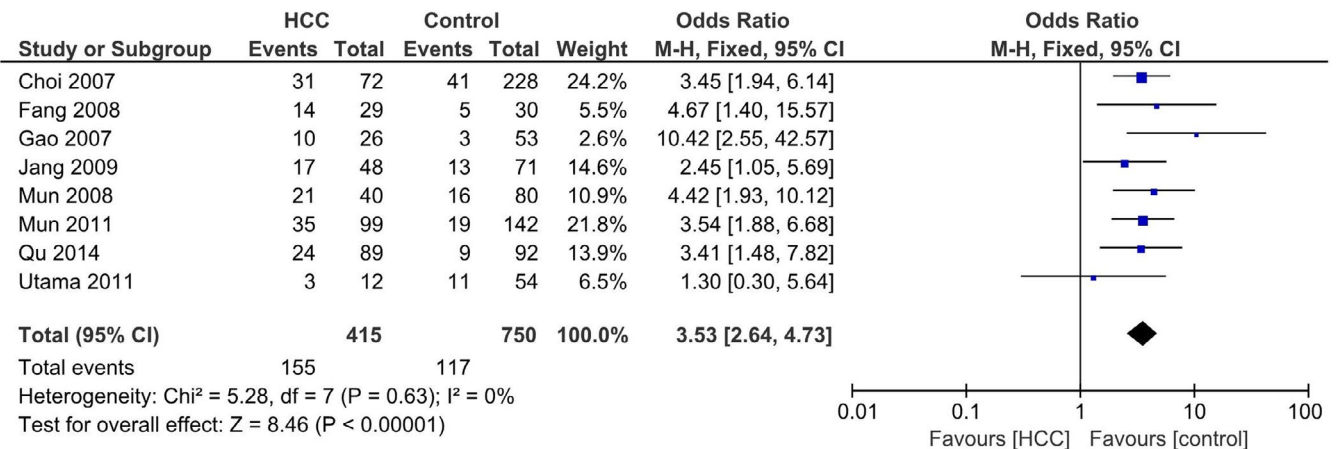 HCC Control Odds Ratio Odds Ratio
Study or Subgroup Events Total Events Total Weight M-H, Fixed, 95% CI M-H, Fixed, 95% CI
Choi 2007 31 72 41 228 24.2% 3.45 [1.94, 6.14]
Fang 2008 14 29 5 30 5.5% 4.67 [1.40, 15.57]
Gao 2007 10 26 3 53 2.6% 10.42 [2.55, 42.57]
Jang 2009 17 48 13 71 14.6% 2.45 [1.05, 5.69]
Mun 2008 21 40 16 80 10.9% 4.42 [1.93, 10.12]
Mun 2011 35 99 19 142 21.8% 3.54 [1.88, 6.68]
Qu 2014 24 89 9 92 13.9% 3.41 [1.48, 7.82]
Utama 2011 3 12 11 54 6.5% 1.30 [0.30, 5.64]
Total (95% CI) 415 750 100.0% 3.53 [2.64, 4.73]
Total events 155 117
Heterogeneity: Chi² = 5.28, df = 7 (P = 0.63); I² = 0%
Test for overall effect: Z = 8.46 (P < 0.00001)
0.01 0.1 1 10 100
Favours [HCC] Favours [control]